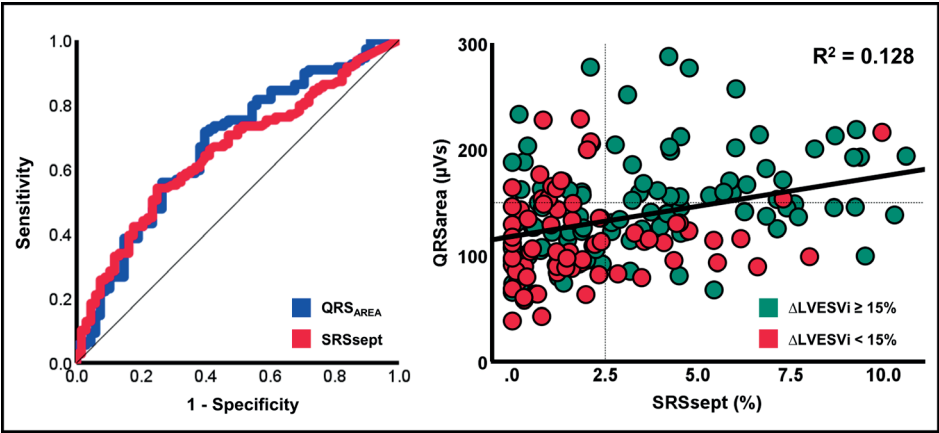 1.0
0.8
0.6
0.4
0.2
0.0
0.0 0.2 0.4 0.6 0.8 1.0
Sensitivity
1 - Specificity
QRSAREA
SRSsept
300
200
100
0
.0 2.5 5.0 7.5 10.0
QRSarea (µVs)
SRSsept (%)
R² = 0.128
ΔLVESVi ≥ 15%
ΔLVESVi < 15%